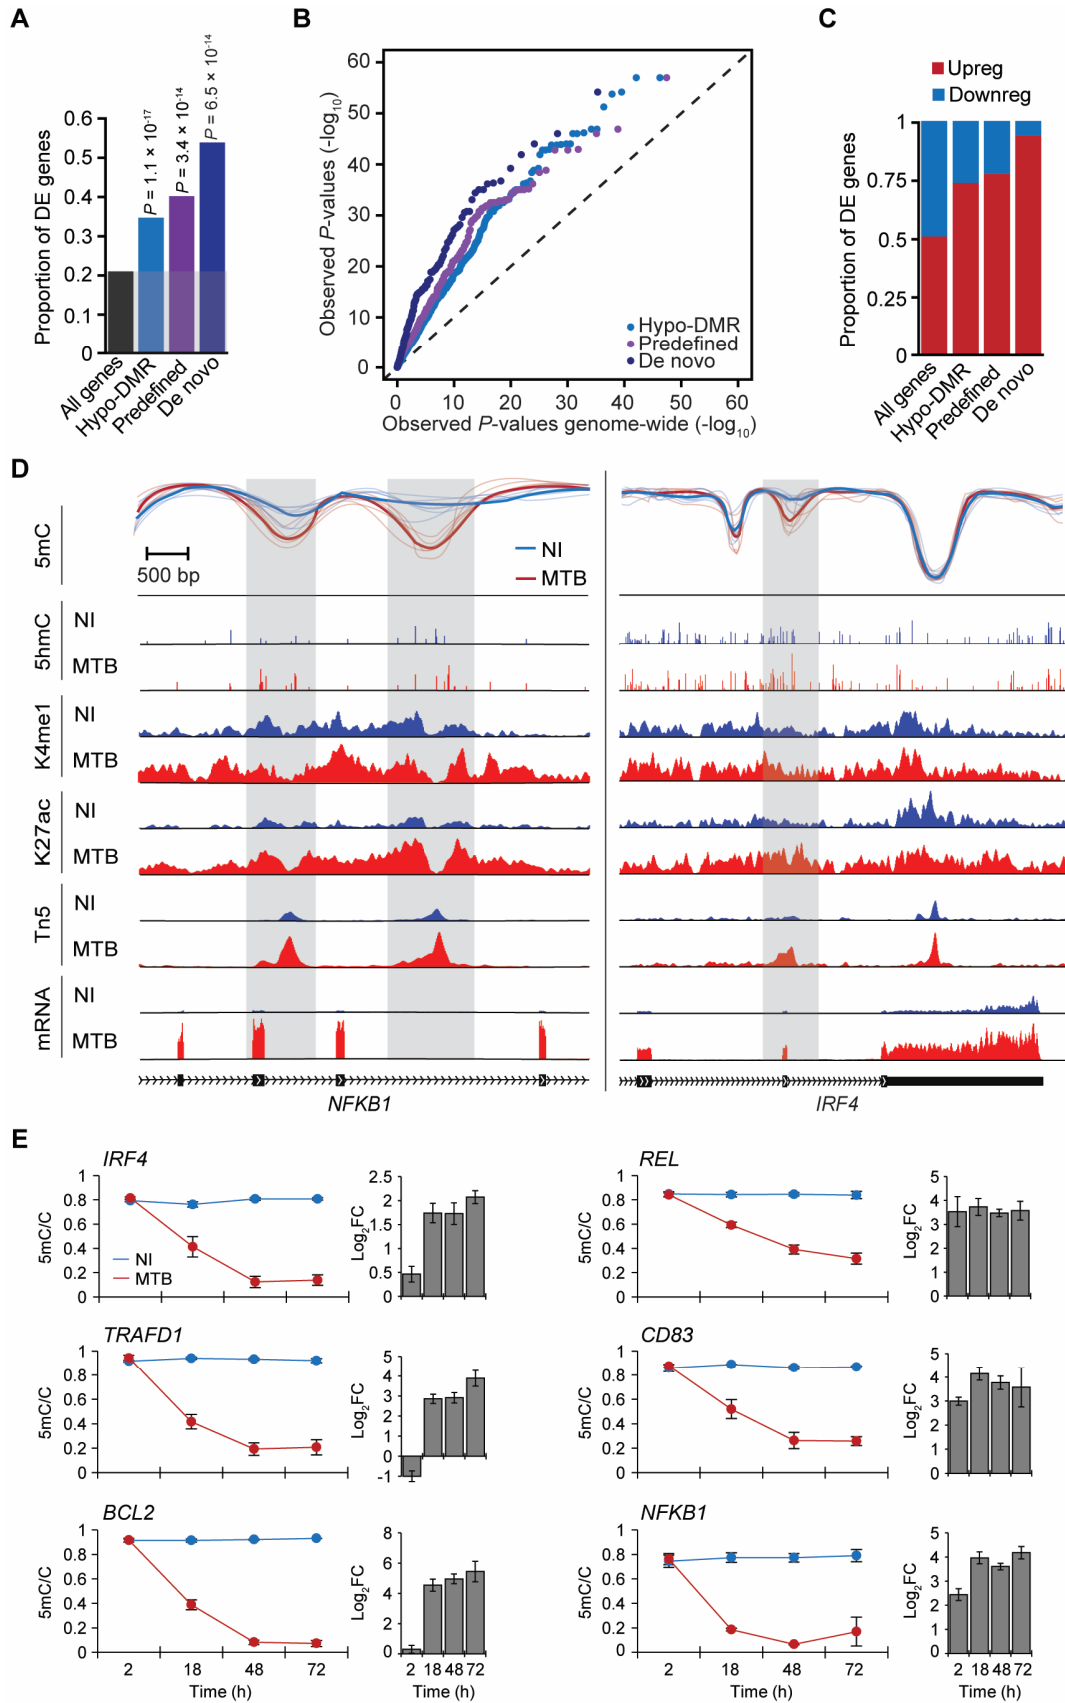 A
Proportion of DE genes
0.6
0.5
0.4
0.3
0.2
0.1
0
P = 1.1 × 10-17
P = 3.4 × 10-14
P = 6.5 × 10-14
All genes
Hypo-DMR
Predefined
De novo
B
Observed P-values (-log10)
60
50
40
30
20
10
0
Hypo-DMR
Predefined
De novo
0 10 20 30 40 50 60
Observed P-values genome-wide (-log10)
C
Upreg
Downreg
Proportion of DE genes
1
0.75
0.5
0.25
0
All genes
Hypo-DMR
Predefined
De novo
D
5mC
500 bp
NI
MTB
5hmC
NI
MTB
K4me1
NI
MTB
K27ac
NI
MTB
Tn5
NI
MTB
mRNA
NI
MTB
NFKB1
IRF4
E
IRF4
5mC/C
1
0.8
0.6
0.4
0.2
0
NI
MTB
Log2FC
2.5
2
1.5
1
0.5
0
REL
5mC/C
1
0.8
0.6
0.4
0.2
0
Log2FC
5
4
3
2
1
0
TRAFD1
5mC/C
1
0.8
0.6
0.4
0.2
0
Log2FC
5
4
3
2
1
0
-1
CD83
5mC/C
1
0.8
0.6
0.4
0.2
0
Log2FC
5
4
3
2
1
0
BCL2
5mC/C
1
0.8
0.6
0.4
0.2
0
2 18 48 72
Time (h)
Log2FC
8
6
4
2
0
2 18 48 72
Time (h)
NFKB1
5mC/C
1
0.8
0.6
0.4
0.2
0
2 18 48 72
Time (h)
Log2FC
5
4
3
2
1
0
2 18 48 72
Time (h)